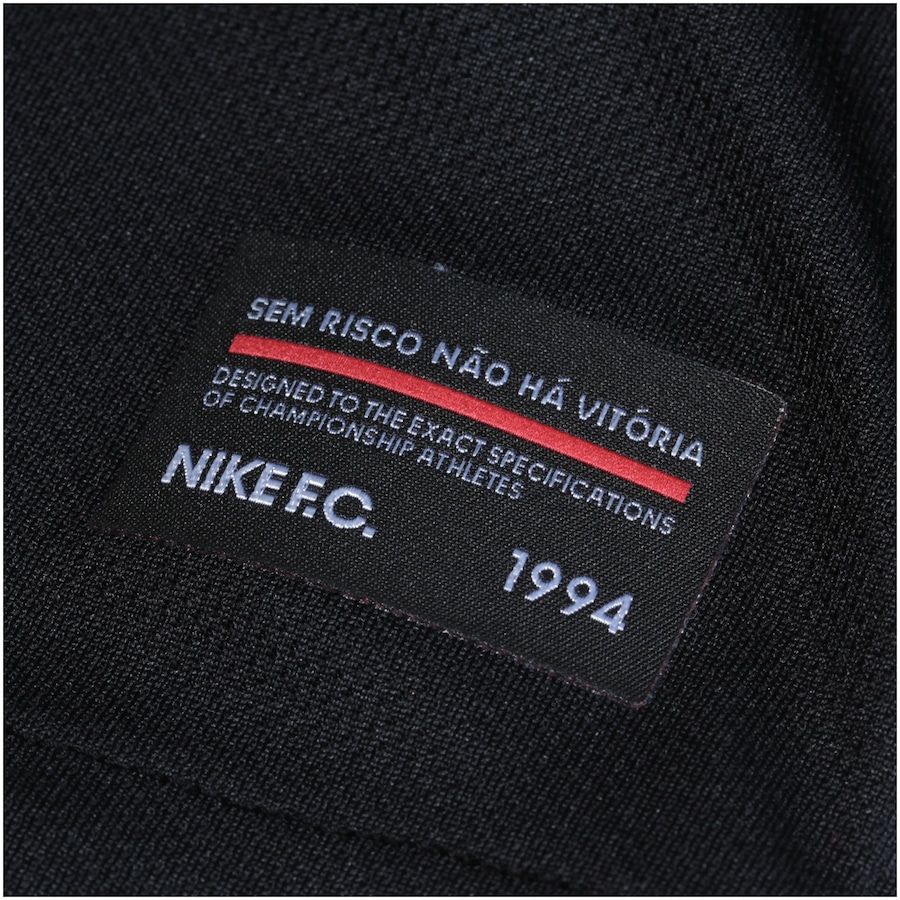 SEM RISCO NÃO HÁ VITÓRIA
DESIGNED TO THE EXACT SPECIFICATIONS
OF CHAMPIONSHIP ATHLETES
NIKE F.C.
1994